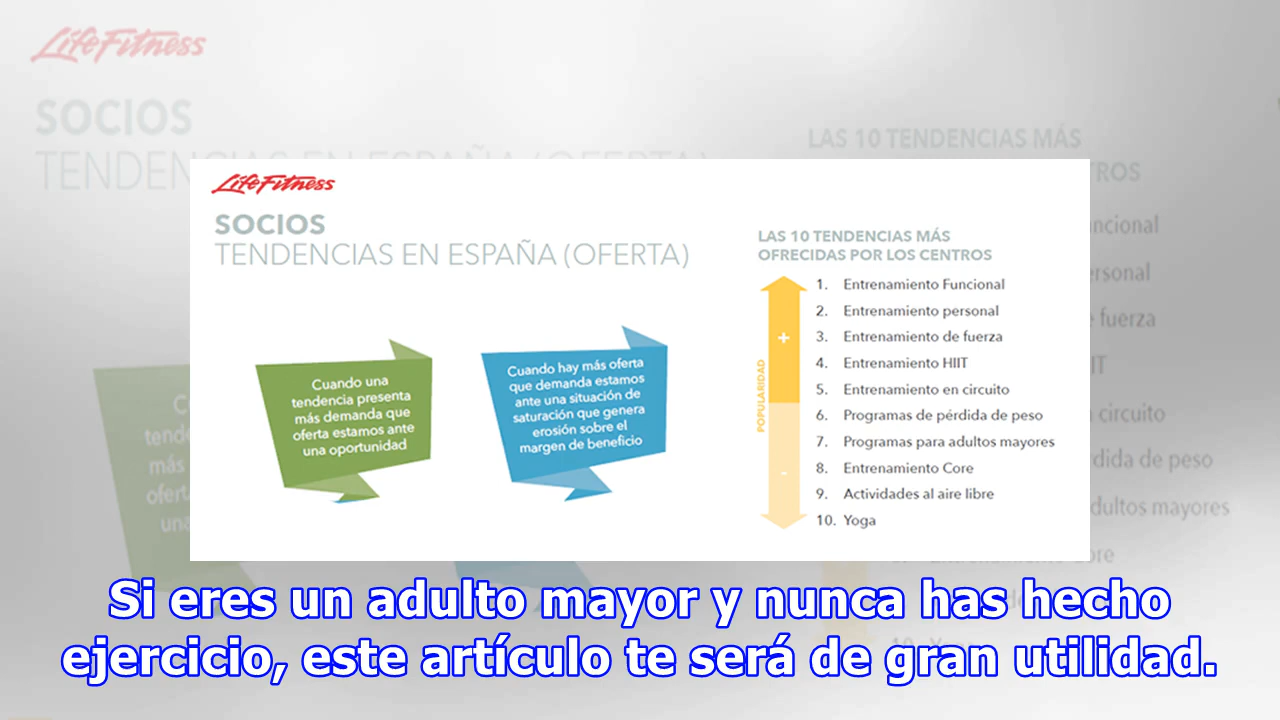 LifeFitness
SOCIOS
TENDENCIAS EN ESPAÑA (OFERTA)
LAS 10 TENDENCIAS MÁS
OFRECIDAS POR LOS CENTROS
Cuando una
tendencia presenta
más demanda que
oferta estamos ante
una oportunidad
Cuando hay más oferta
que demanda estamos
ante una situación de
saturación que genera
erosión sobre el
margen de beneficio
+
POPULARIDAD
-
1. Entrenamiento Funcional
2. Entrenamiento personal
3. Entrenamiento de fuerza
4. Entrenamiento HIIT
5. Entrenamiento en circuito
6. Programas de pérdida de peso
7. Programas para adultos mayores
8. Entrenamiento Core
9. Actividades al aire libre
10. Yoga
Si eres un adulto mayor y nunca has hecho
ejercicio, este artículo te será de gran utilidad.